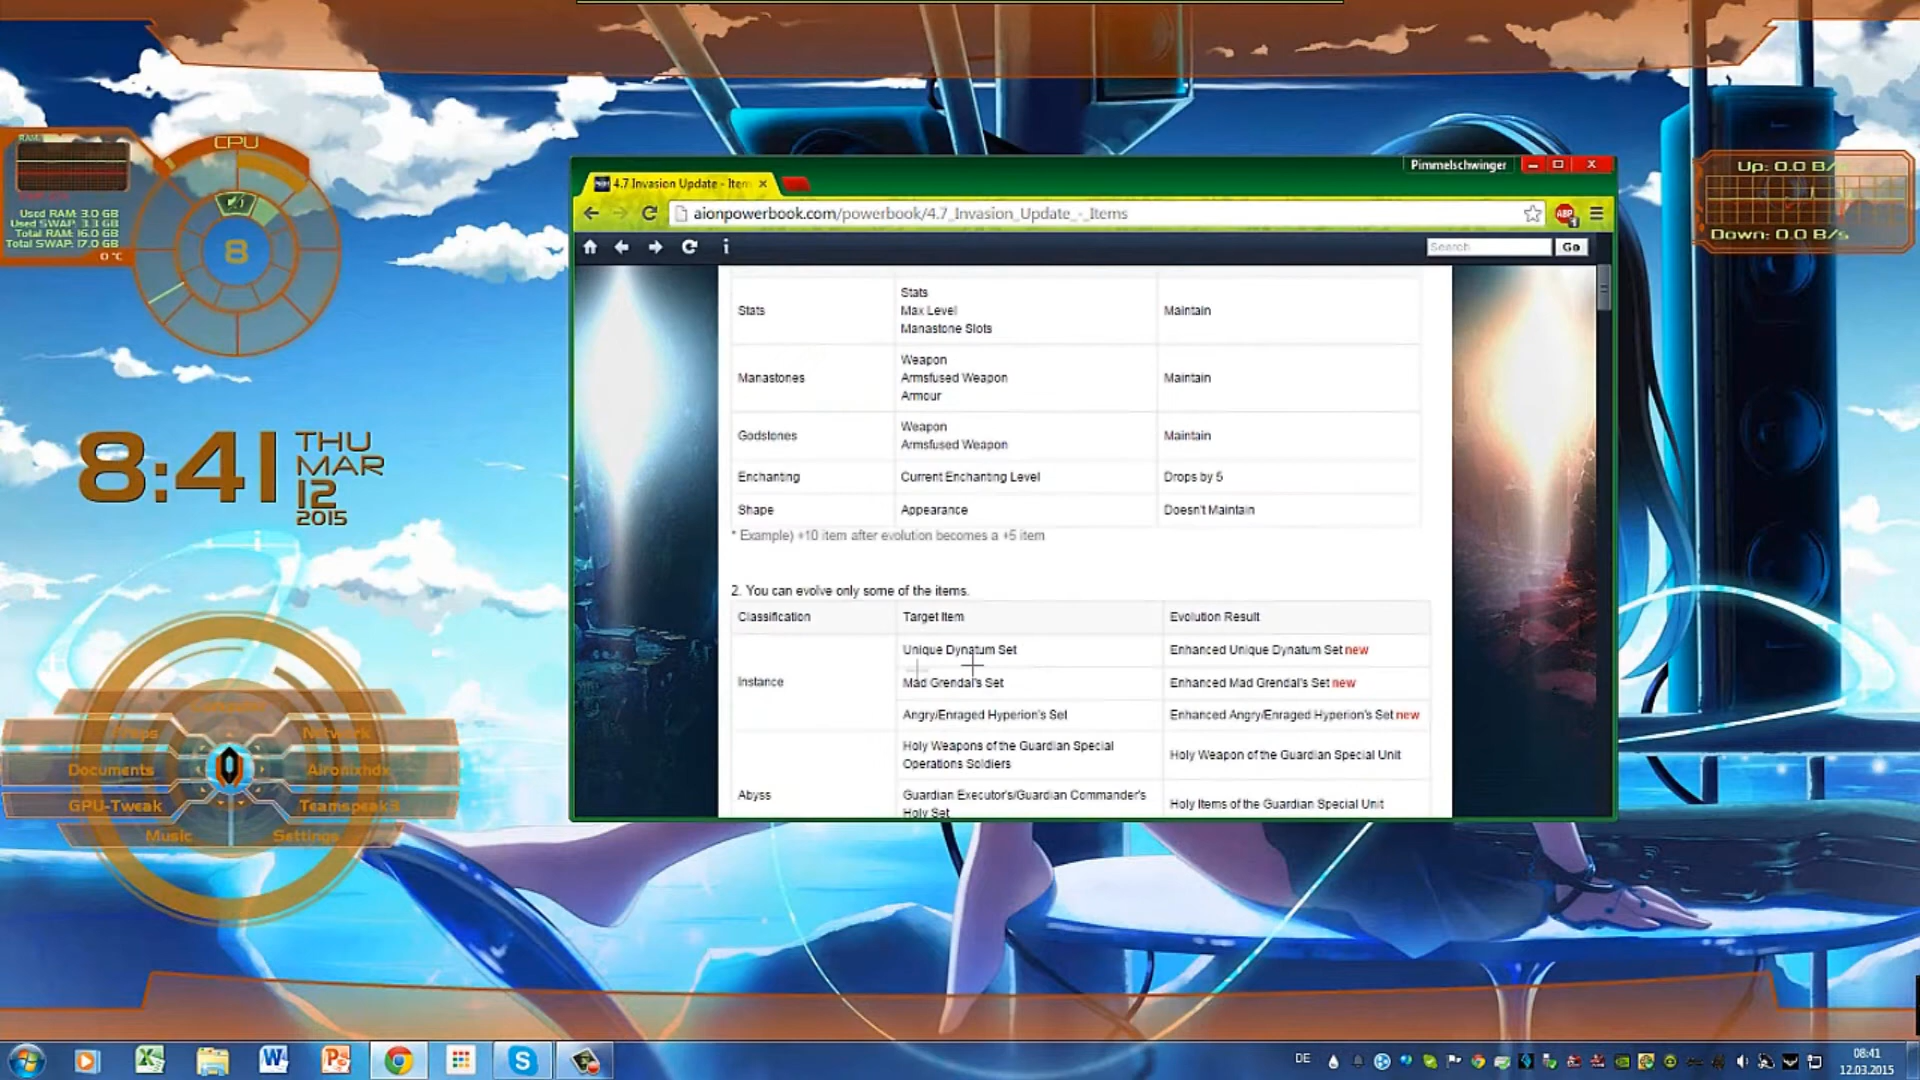 CPU
RAM
Used RAM: 3.0 GB
Used SWAP: 3.3 GB
Total RAM: 16.0 GB
Total SWAP: 17.0 GB
0°C
8
8:41
THU
MAR
12
2015
Network
Documents
Aironixhdx
GPU-Tweak
Teamspeak3
Music
Settings
Up: 0.0 B/s
Down: 0.0 B/s
Pimmelschwinger
4.7 Invasion Update - Item
aionpowerbook.com/powerbook/4.7_Invasion_Update_-_Items
ABP
Search
Go
Stats
Stats
Max Level
Manastone Slots
Maintain
Manastones
Weapon
Armsfused Weapon
Armour
Maintain
Godstones
Weapon
Armsfused Weapon
Maintain
Enchanting
Current Enchanting Level
Drops by 5
Shape
Appearance
Doesn't Maintain
* Example) +10 item after evolution becomes a +5 item
2. You can evolve only some of the items.
Classification
Target Item
Evolution Result
Instance
Unique Dynatum Set
Enhanced Unique Dynatum Set new
Mad Grendal's Set
Enhanced Mad Grendal's Set new
Angry/Enraged Hyperion's Set
Enhanced Angry/Enraged Hyperion's Set new
Abyss
Holy Weapons of the Guardian Special
Operations Soldiers
Holy Weapon of the Guardian Special Unit
Guardian Executor's/Guardian Commander's
Holy Set
Holy Items of the Guardian Special Unit
DE
08:41
12.03.2015